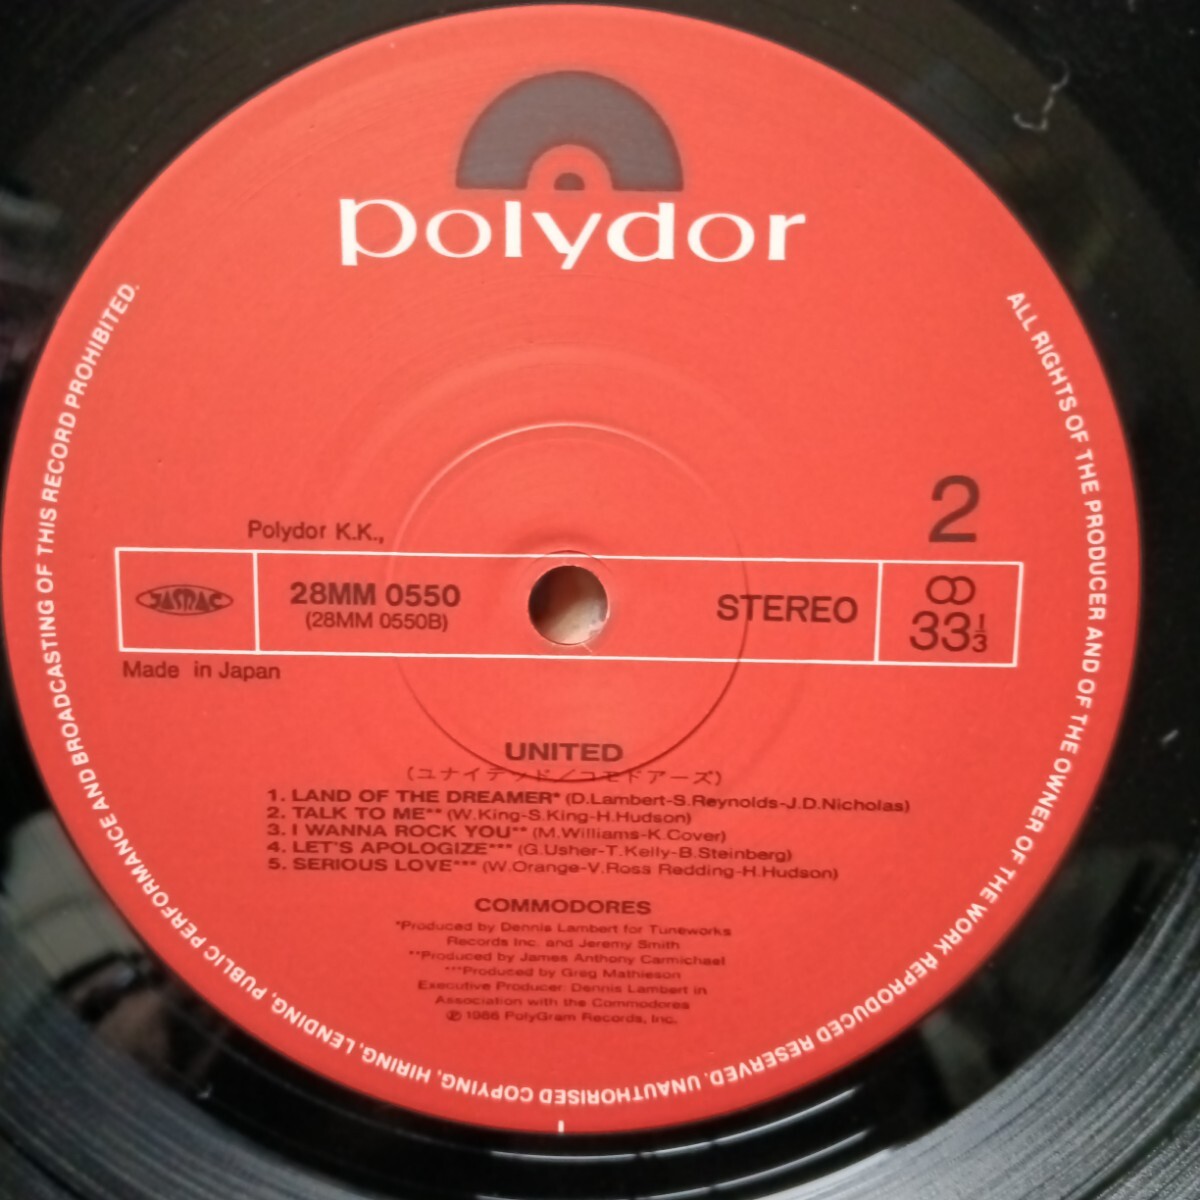 polydor
2
Polydor K.K.,
JASRAC
28MM 0550
(28MM 0550B)
STEREO
33 1/3
Made in Japan
UNITED
(ユナイテッド/コモドアーズ)
1. LAND OF THE DREAMER* (D.Lambert-S.Reynolds-J.D.Nicholas)
2. TALK TO ME** (W.King-S.King-H.Hudson)
3. I WANNA ROCK YOU** (M.Williams-K.Cover)
4. LET'S APOLOGIZE*** (G.Usher-T.Kelly-B.Steinberg)
5. SERIOUS LOVE*** (W.Orange-V.Ross Redding-H.Hudson)
COMMODORES
*Produced by Dennis Lambert for Tuneworks
Records Inc. and Jeremy Smith
**Produced by James Anthony Carmichael
***Produced by Greg Mathieson
Executive Producer: Dennis Lambert in
Association with the Commodores
℗ 1986 PolyGram Records, Inc.
ALL RIGHTS OF THE PRODUCER AND OF THE OWNER OF THE WORK REPRODUCED RESERVED. UNAUTHORISED COPYING, HIRING, LENDING, PUBLIC PERFORMANCE AND BROADCASTING OF THIS RECORD PROHIBITED.